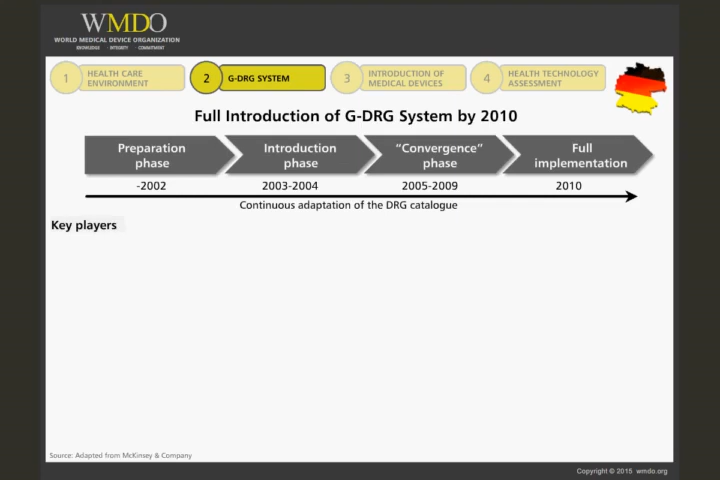 WMDO
WORLD MEDICAL DEVICE ORGANIZATION
KNOWLEDGE · INTEGRITY · COMMITMENT
1 HEALTH CARE
ENVIRONMENT
2 G-DRG SYSTEM
3 INTRODUCTION OF
MEDICAL DEVICES
4 HEALTH TECHNOLOGY
ASSESSMENT
Full Introduction of G-DRG System by 2010
Preparation
phase
Introduction
phase
“Convergence”
phase
Full
implementation
-2002
2003-2004
2005-2009
2010
Continuous adaptation of the DRG catalogue
Key players
Source: Adapted from McKinsey & Company
Copyright © 2015 wmdo.org